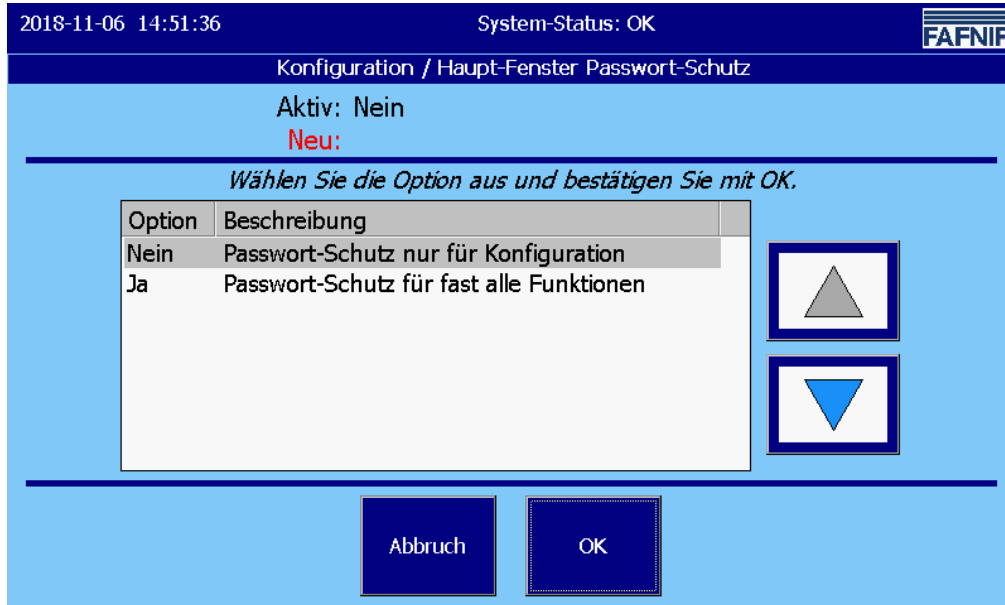 2018-11-06 14:51:36 System-Status: OK FAFNIR
Konfiguration / Haupt-Fenster Passwort-Schutz
Aktiv: Nein
Neu:
Wählen Sie die Option aus und bestätigen Sie mit OK.
Option Beschreibung
Nein Passwort-Schutz nur für Konfiguration
Ja Passwort-Schutz für fast alle Funktionen
Abbruch OK